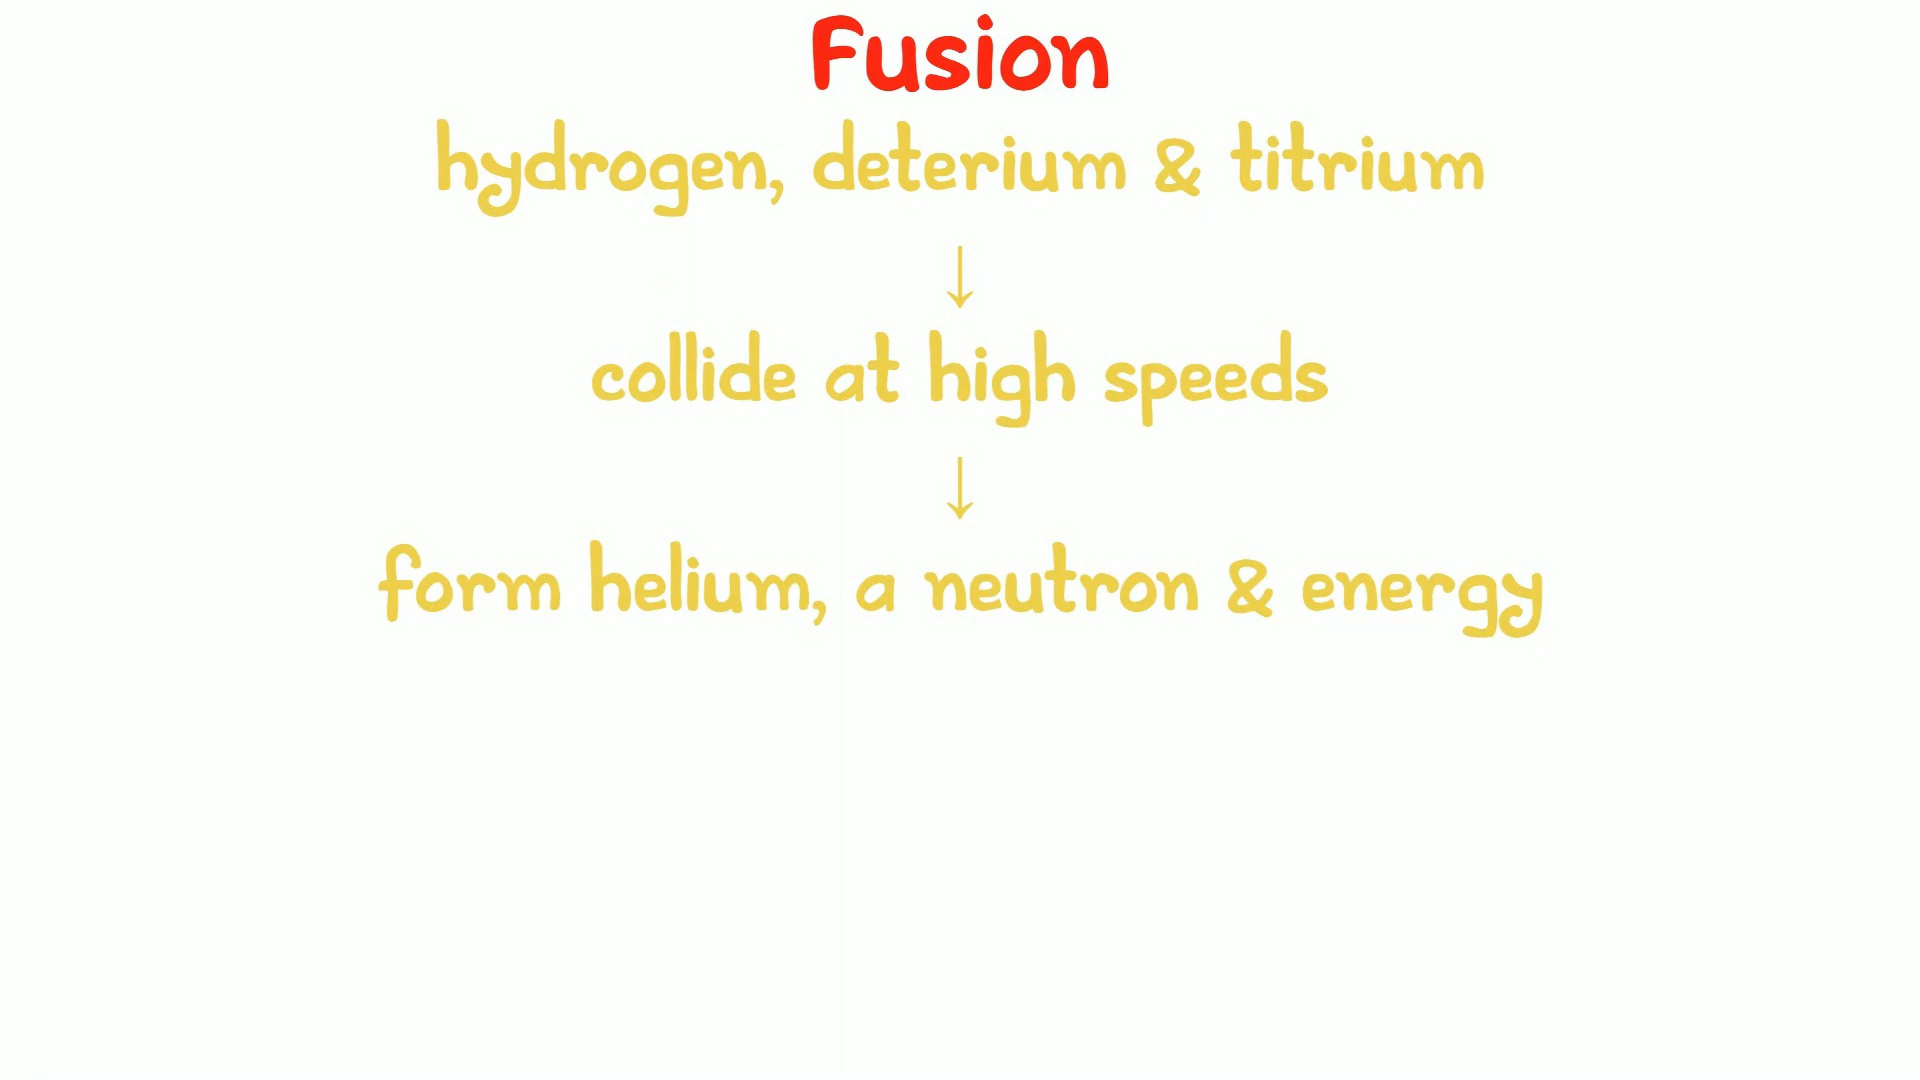 Fusion
hydrogen, deterium & titrium
↓
collide at high speeds
↓
form helium, a neutron & energy